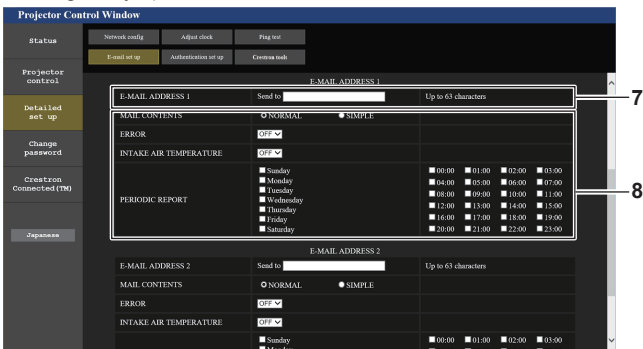 Projector Control Window
Status
Network config
Adjust clock
Ping test
E-mail set up
Authentication set up
Crestron tools
Projector
control
Detailed
set up
Change
password
Crestron
Connected(TM)
Japanese
E-MAIL ADDRESS 1
E-MAIL ADDRESS 1 Send to Up to 63 characters
7
MAIL CONTENTS NORMAL SIMPLE
ERROR OFF
INTAKE AIR TEMPERATURE OFF
PERIODIC REPORT
Sunday
Monday
Tuesday
Wednesday
Thursday
Friday
Saturday
00:00 01:00 02:00 03:00
04:00 05:00 06:00 07:00
08:00 09:00 10:00 11:00
12:00 13:00 14:00 15:00
16:00 17:00 18:00 19:00
20:00 21:00 22:00 23:00
8
E-MAIL ADDRESS 2
E-MAIL ADDRESS 2 Send to Up to 63 characters
MAIL CONTENTS NORMAL SIMPLE
ERROR OFF
INTAKE AIR TEMPERATURE OFF
Sunday 00:00 01:00 02:00 03:00